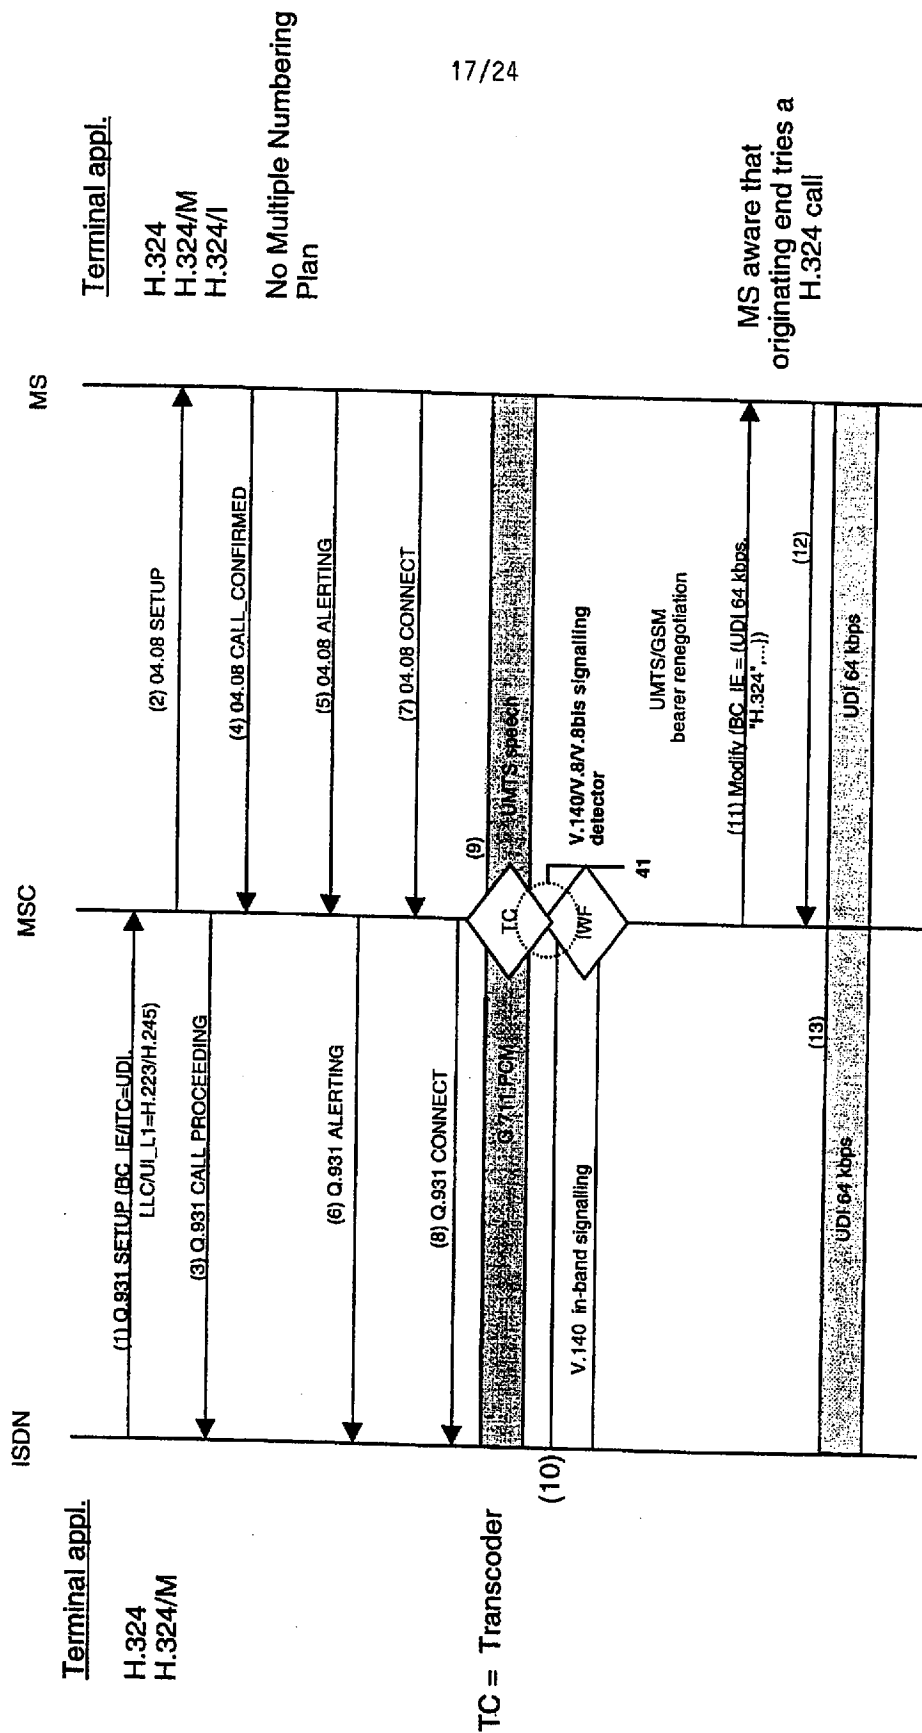 17/24
ISDN
MSC
MS
Terminal appl.
H.324
H.324/M
Terminal appl.
H.324
H.324/M
H.324/I
No Multiple Numbering
Plan
(1) Q.931 SETUP (BC_IE/ITC=UDI,
LLC/UI_L1=H.223/H.245)
(2) 04.08 SETUP
(3) Q.931 CALL PROCEEDING
(4) 04.08 CALL_CONFIRMED
(5) 04.08 ALERTING
(6) Q.931 ALERTING
(7) 04.08 CONNECT
(8) Q.931 CONNECT
(9)
TC = Transcoder
G.711 PCM
TC
UMTS speech
(10)
V.140 in-band signalling
IWF
V.140/V.8/V.8bis signalling
detector
41
UMTS/GSM
bearer renegotiation
(11) Modify (BC_IE = (UDI 64 kbps,
"H.324",...))
MS aware that
originating end tries a
H.324 call
(12)
(13)
UDI 64 kbps
UDI 64 kbps